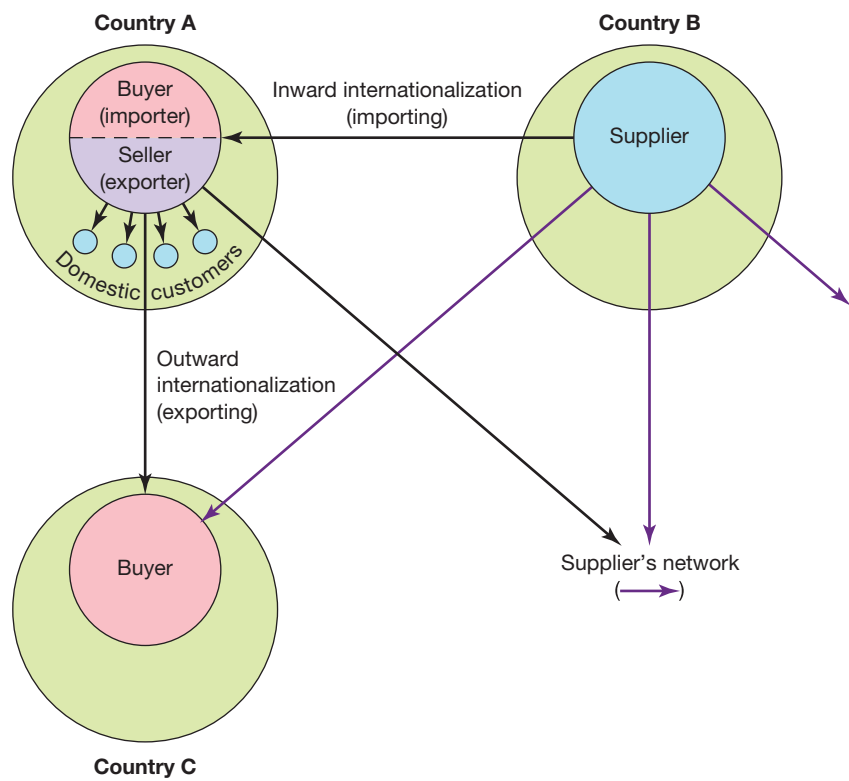 Country A
Country B
Buyer
(importer)
Seller
(exporter)
Inward internationalization
(importing)
Supplier
Domestic customers
Outward
internationalization
(exporting)
Buyer
Supplier's network
( )
Country C